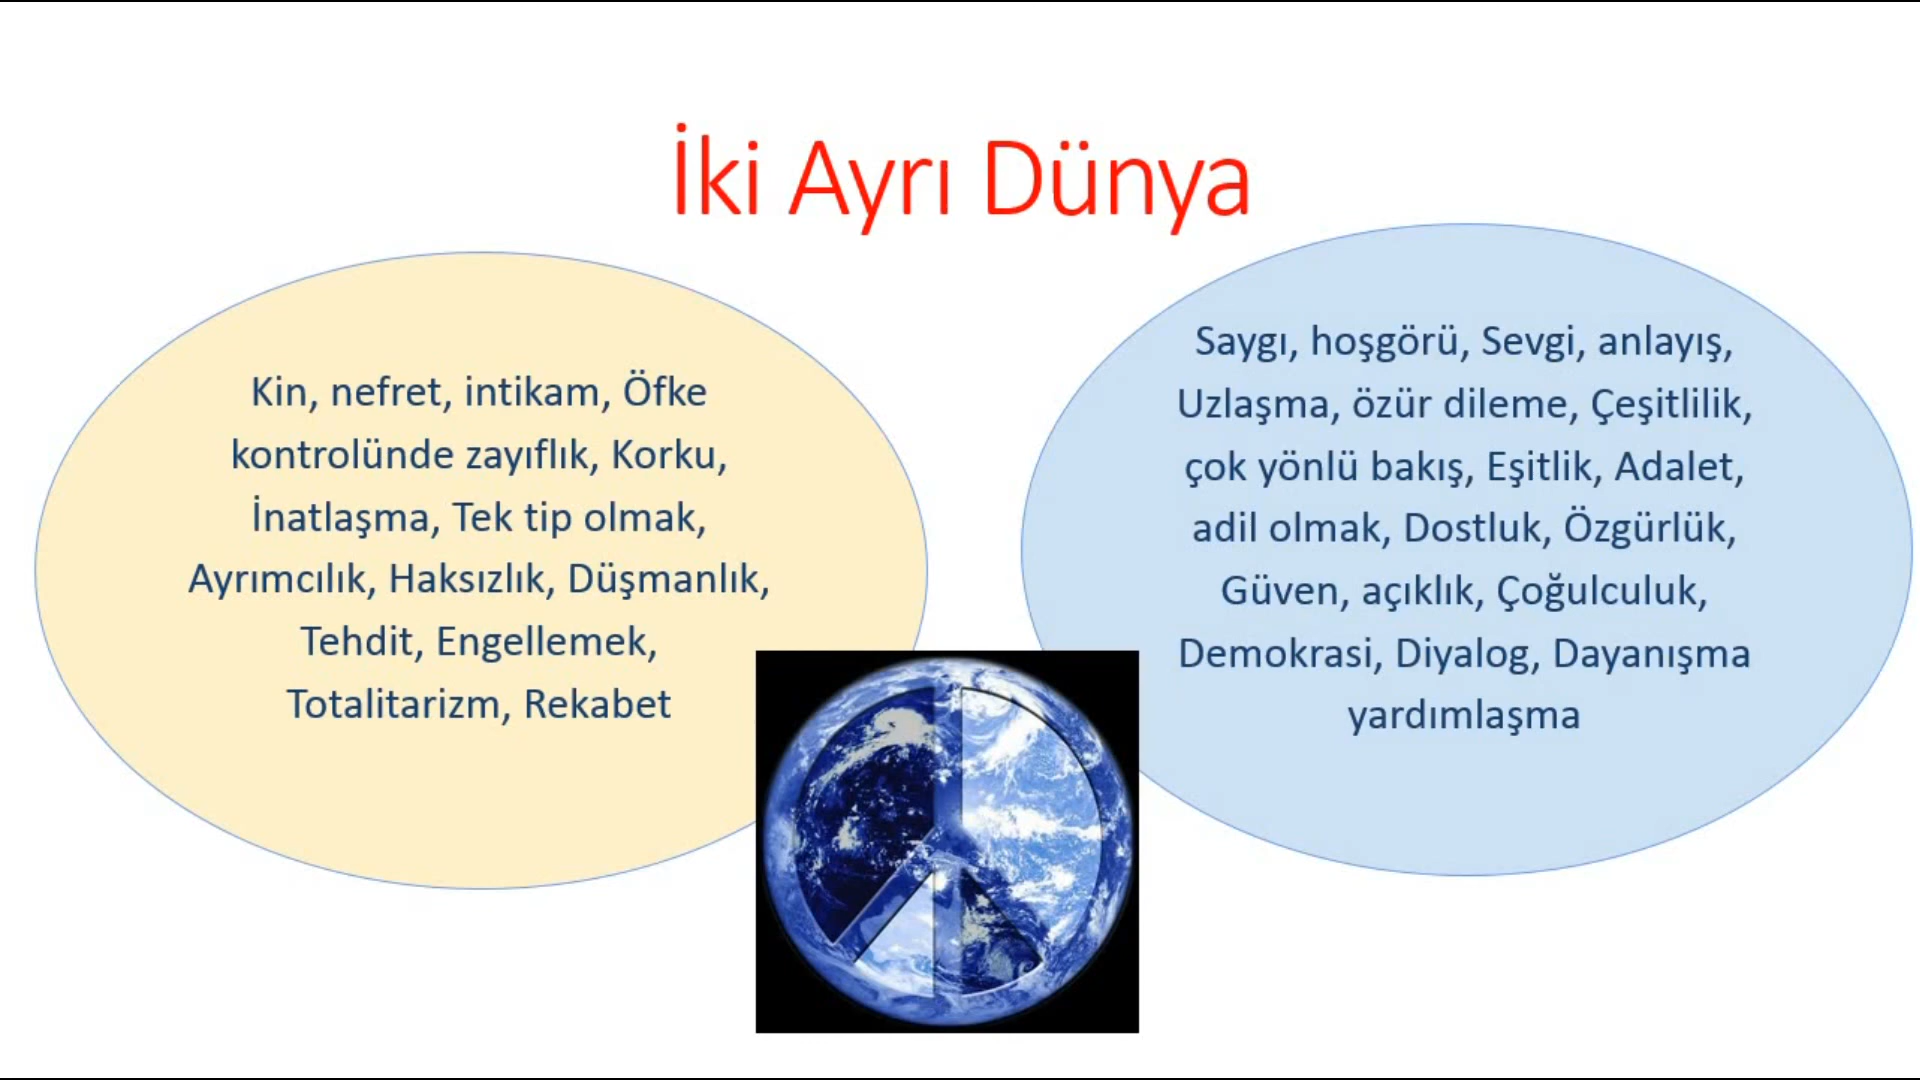 İki Ayrı Dünya
Kin, nefret, intikam, Öfke
kontrolünde zayıflık, Korku,
İnatlaşma, Tek tip olmak,
Ayrımcılık, Haksızlık, Düşmanlık,
Tehdit, Engellemek,
Totalitarizm, Rekabet
Saygı, hoşgörü, Sevgi, anlayış,
Uzlaşma, özür dileme, Çeşitlilik,
çok yönlü bakış, Eşitlik, Adalet,
adil olmak, Dostluk, Özgürlük,
Güven, açıklık, Çoğulculuk,
Demokrasi, Diyalog, Dayanışma
yardımlaşma